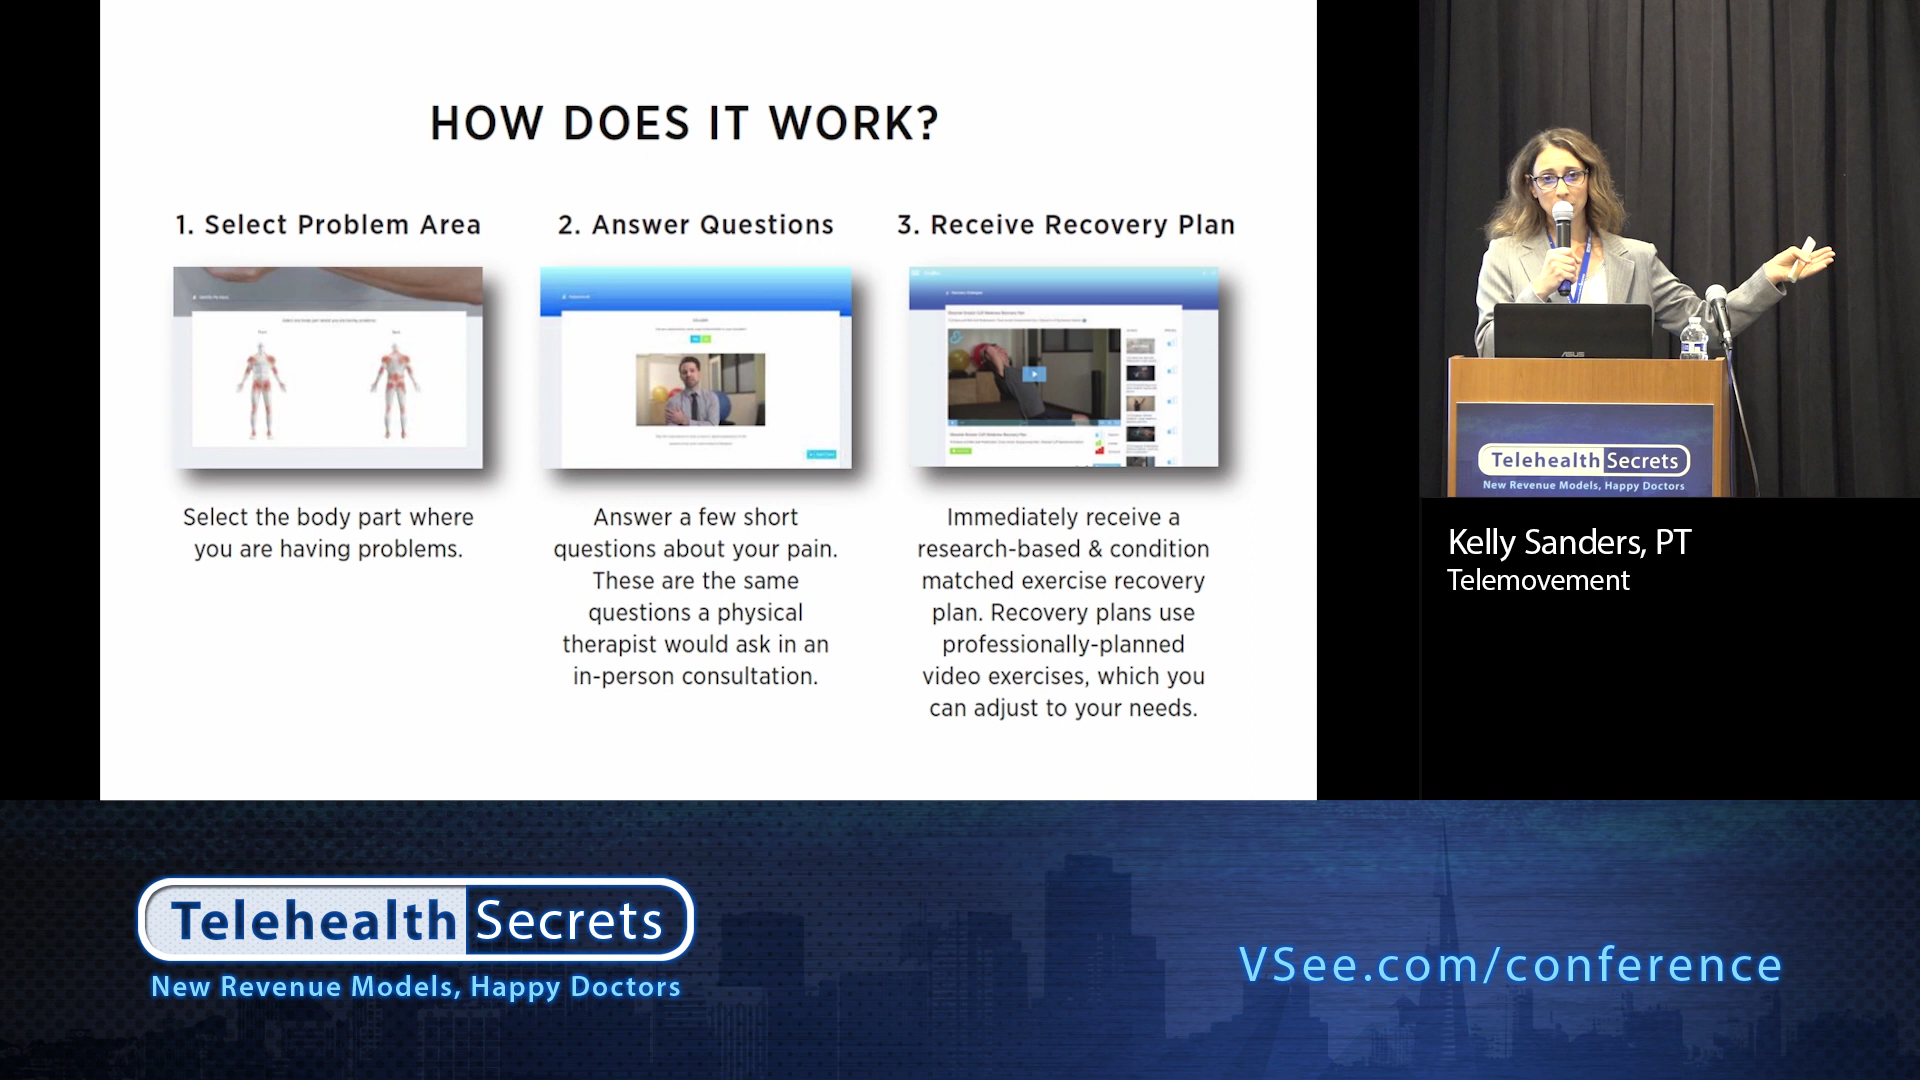 HOW DOES IT WORK?
1. Select Problem Area
2. Answer Questions
3. Receive Recovery Plan
Select the body part where
you are having problems.
Answer a few short
questions about your pain.
These are the same
questions a physical
therapist would ask in an
in-person consultation.
Immediately receive a
research-based & condition
matched exercise recovery
plan. Recovery plans use
professionally-planned
video exercises, which you
can adjust to your needs.
ASUS
Telehealth Secrets
New Revenue Models, Happy Doctors
Kelly Sanders, PT
Telemovement
Telehealth Secrets
New Revenue Models, Happy Doctors
VSee.com/conference